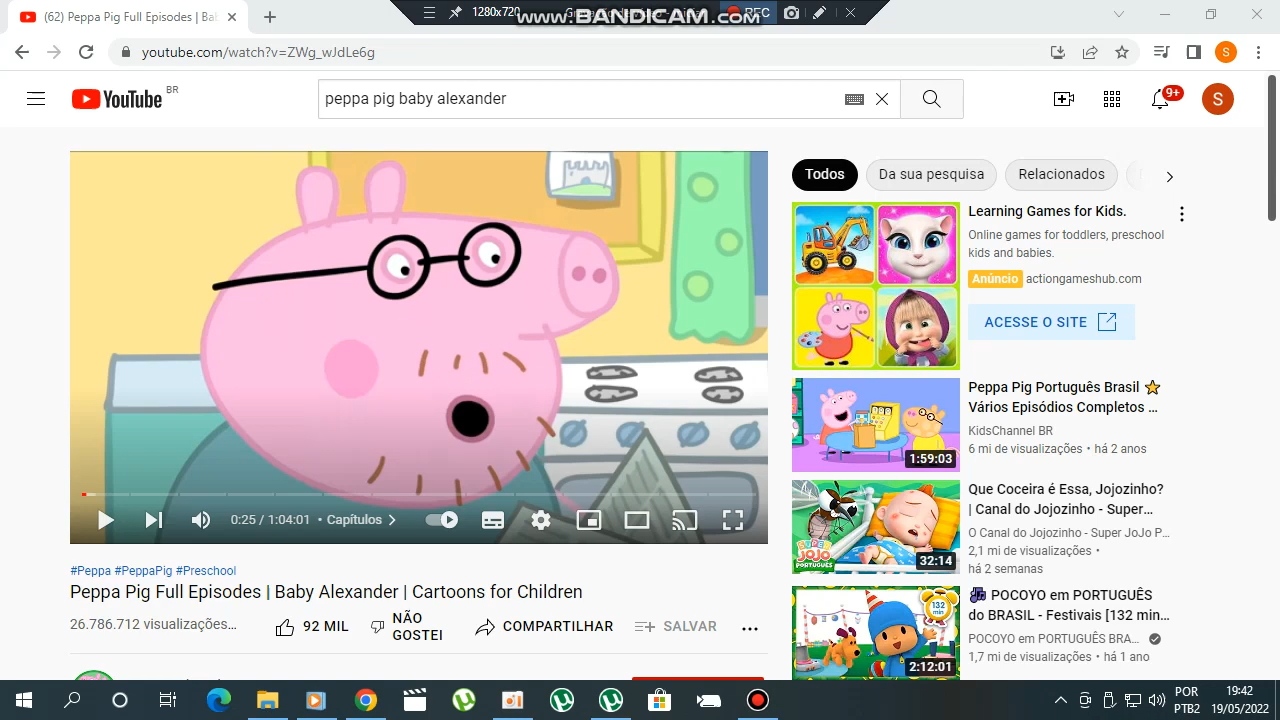 (62) Peppa Pig Full Episodes | Ba
1280x720
www.BANDICAM.com
REC
youtube.com/watch?v=ZWg_wJdLe6g
S
YouTube BR
peppa pig baby alexander
9+
S
Todos
Da sua pesquisa
Relacionados
Learning Games for Kids.
Online games for toddlers, preschool
kids and babies.
Anúncio actiongameshub.com
ACESSE O SITE
Peppa Pig Português Brasil ⭐
Vários Episódios Completos ...
KidsChannel BR
6 mi de visualizações • há 2 anos
1:59:03
Que Coceira é Essa, Jojozinho?
| Canal do Jojozinho - Super...
O Canal do Jojozinho - Super JoJo P...
2,1 mi de visualizações •
há 2 semanas
SUPER JOJO PORTUGUÊS
32:14
0:25 / 1:04:01 • Capítulos
#Peppa #PeppaPig #Preschool
Peppa Pig Full Episodes | Baby Alexander | Cartoons for Children
26.786.712 visualizações...
92 MIL
NÃO
GOSTEI
COMPARTILHAR
SALVAR
132 min
🎶 POCOYO em PORTUGUÊS
do BRASIL - Festivais [132 min...
POCOYO em PORTUGUÊS BRA...
1,7 mi de visualizações • há 1 ano
2:12:01
POR
PTB2
19:42
19/05/2022